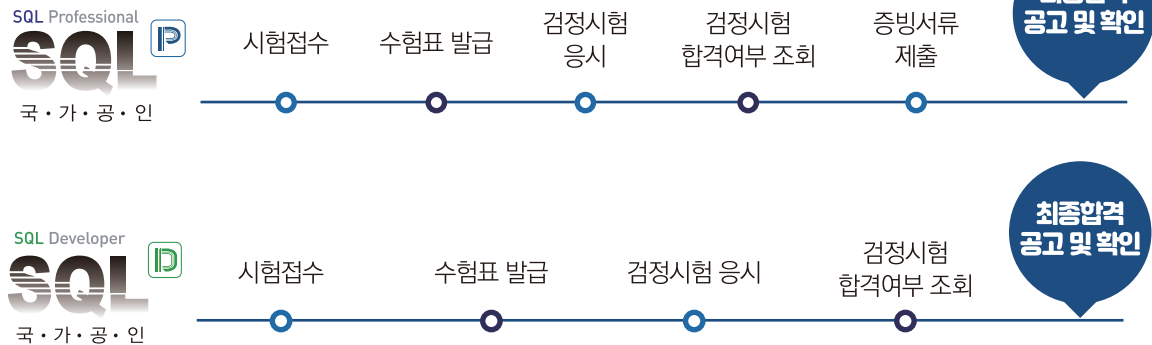 SQL Professional
SQL P
국·가·공·인
시험접수
수험표 발급
검정시험
응시
검정시험
합격여부 조회
증빙서류
제출
공고 및 확인
SQL Developer
SQL D
국·가·공·인
시험접수
수험표 발급
검정시험 응시
검정시험
합격여부 조회
최종합격
공고 및 확인